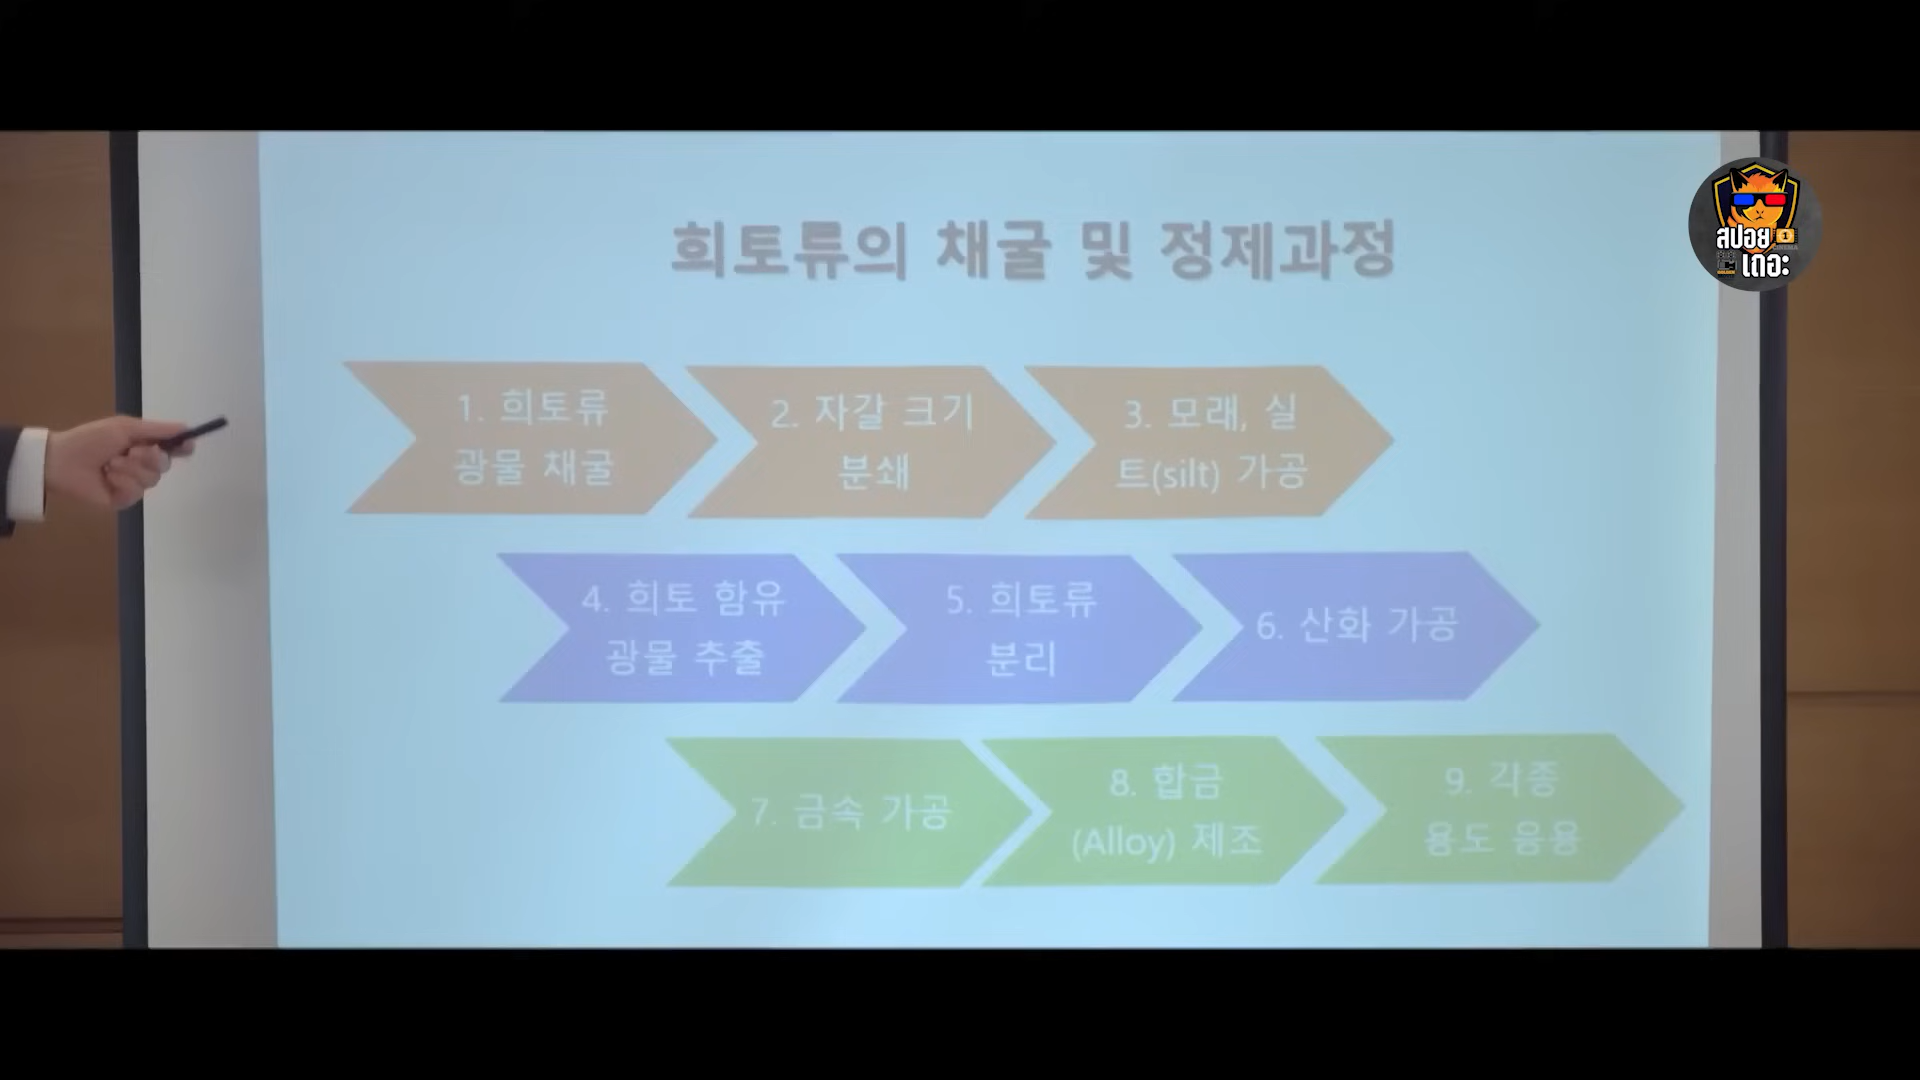 희토류의 채굴 및 정제과정
1. 희토류
광물 채굴
2. 자갈 크기
분쇄
3. 모래, 실
트(silt) 가공
4. 희토 함유
광물 추출
5. 희토류
분리
6. 산화 가공
7. 금속 가공
8. 합금
(Alloy) 제조
9. 각종
용도 음용
สปอย
เถอะ